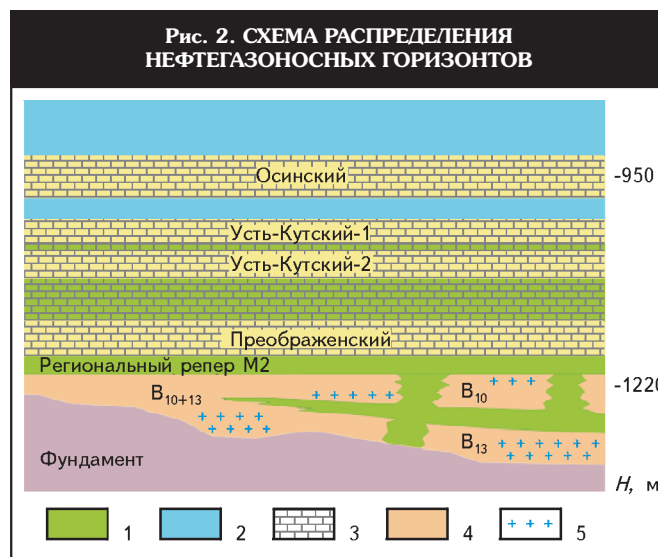 Рис. 2. СХЕМА РАСПРЕДЕЛЕНИЯ
НЕФТЕГАЗОНОСНЫХ ГОРИЗОНТОВ
Осинский
-950
Усть-Кутский-1
Усть-Кутский-2
Преображенский
Региональный репер М2
-1220
В10+13
В10
В13
Фундамент
Н, м
1 2 3 4 5